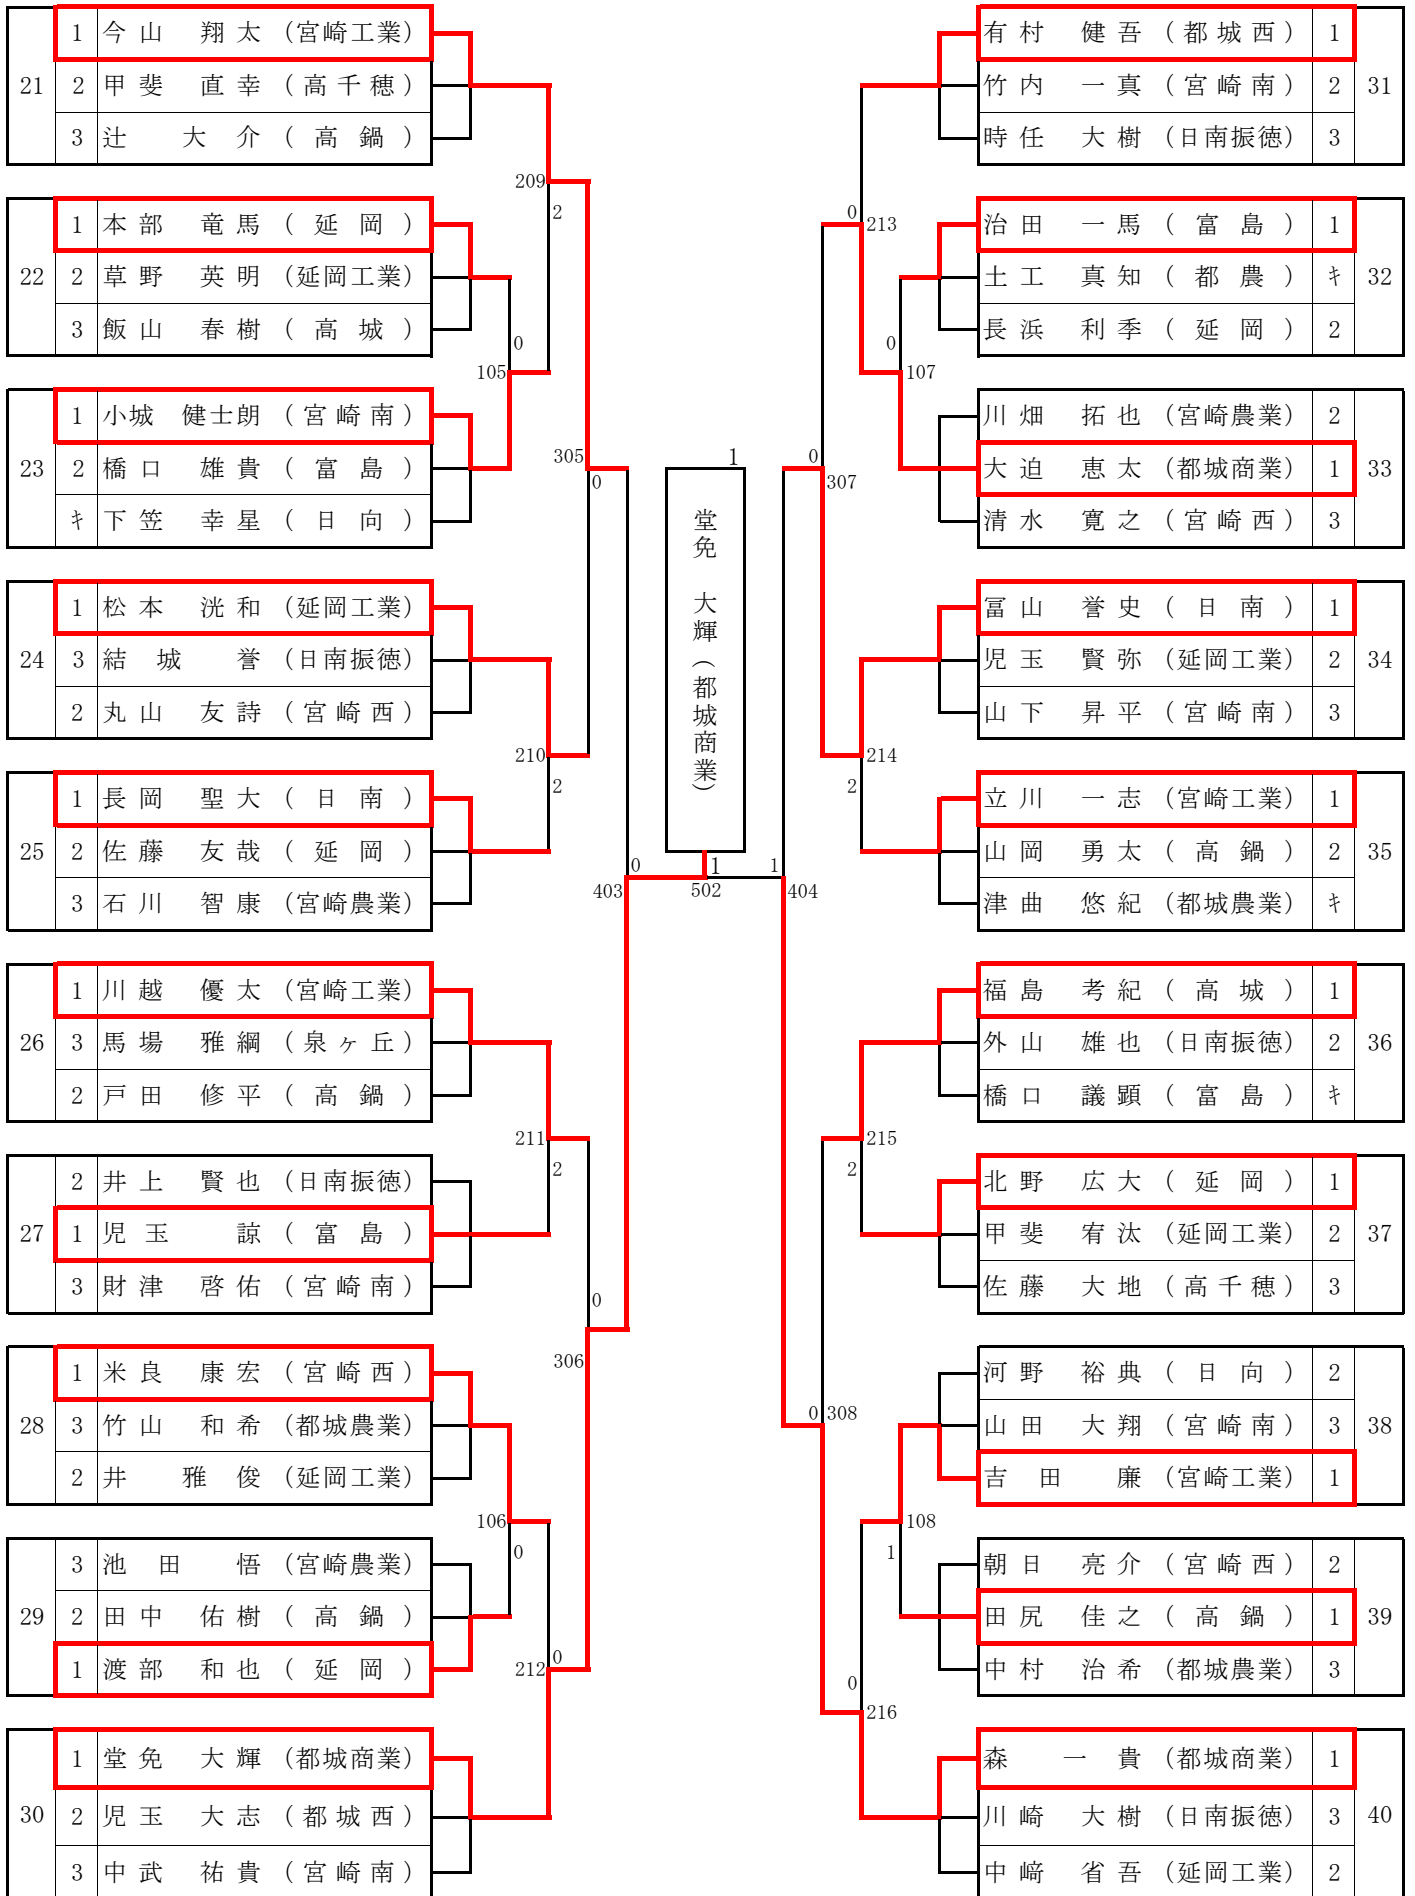 21
1 今山 翔太 (宮崎工業)
2 甲斐 直幸 (高千穂)
3 辻 大介 (高鍋)
22
1 本部 竜馬 (延岡)
2 草野 英明 (延岡工業)
3 飯山 春樹 (高城)
23
1 小城 健士朗 (宮崎南)
2 橋口 雄貴 (富島)
キ 下笠 幸星 (日向)
24
1 松本 洸和 (延岡工業)
3 結城 誉 (日南振徳)
2 丸山 友詩 (宮崎西)
25
1 長岡 聖大 (日南)
2 佐藤 友哉 (延岡)
3 石川 智康 (宮崎農業)
26
1 川越 優太 (宮崎工業)
3 馬場 雅綱 (泉ヶ丘)
2 戸田 修平 (高鍋)
27
2 井上 賢也 (日南振徳)
1 児玉 諒 (富島)
3 財津 啓佑 (宮崎南)
28
1 米良 康宏 (宮崎西)
3 竹山 和希 (都城農業)
2 井 雅俊 (延岡工業)
29
3 池田 悟 (宮崎農業)
2 田中 佑樹 (高鍋)
1 渡部 和也 (延岡)
30
1 堂免 大輝 (都城商業)
2 児玉 大志 (都城西)
3 中武 祐貴 (宮崎南)
209
2
0
105
305
0
210
2
0
403
211
2
0
306
106
0
0
212
1
堂免 大輝(都城商業)
1
502
0
213
0
107
0
307
214
2
1
404
215
2
0
308
108
1
0
216
有村 健吾 (都城西) 1
竹内 一真 (宮崎南) 2
時任 大樹 (日南振徳) 3
31
治田 一馬 (富島) 1
土工 真知 (都農) キ
長浜 利季 (延岡) 2
32
川畑 拓也 (宮崎農業) 2
大迫 恵太 (都城商業) 1
清水 寛之 (宮崎西) 3
33
冨山 誉史 (日南) 1
児玉 賢弥 (延岡工業) 2
山下 昇平 (宮崎南) 3
34
立川 一志 (宮崎工業) 1
山岡 勇太 (高鍋) 2
津曲 悠紀 (都城農業) キ
35
福島 考紀 (高城) 1
外山 雄也 (日南振徳) 2
橋口 議顕 (富島) キ
36
北野 広大 (延岡) 1
甲斐 宥汰 (延岡工業) 2
佐藤 大地 (高千穂) 3
37
河野 裕典 (日向) 2
山田 大翔 (宮崎南) 3
吉田 廉 (宮崎工業) 1
38
朝日 亮介 (宮崎西) 2
田尻 佳之 (高鍋) 1
中村 治希 (都城農業) 3
39
森 一貴 (都城商業) 1
川崎 大樹 (日南振徳) 3
中﨑 省吾 (延岡工業) 2
40